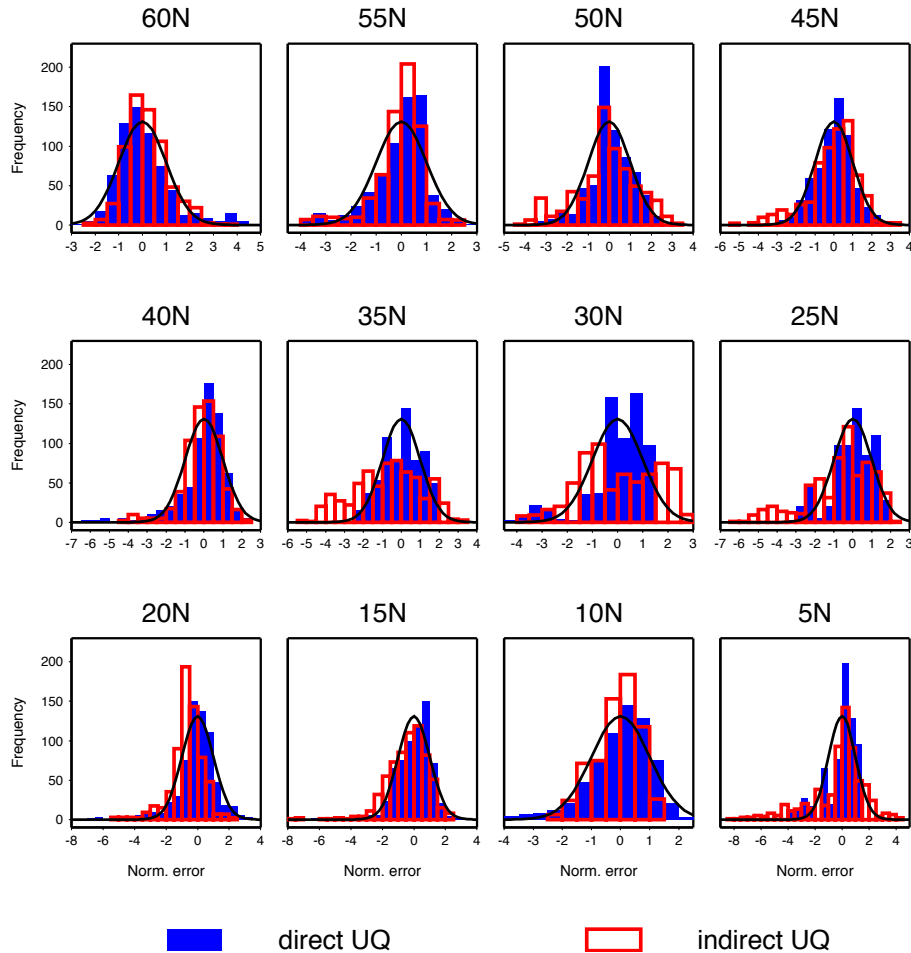 60N 55N 50N 45N
Frequency
200
150
100
50
0
-3 -2 -1 0 1 2 3 4 5
-5 -4 -3 -2 -1 0 1 2 3
-5 -4 -3 -2 -1 0 1 2 3 4
-6 -5 -4 -3 -2 -1 0 1 2 3 4
40N 35N 30N 25N
Frequency
200
150
100
50
0
-7 -6 -5 -4 -3 -2 -1 0 1 2 3
-6 -5 -4 -3 -2 -1 0 1 2 3 4
-4 -3 -2 -1 0 1 2 3
-7 -6 -5 -4 -3 -2 -1 0 1 2 3
20N 15N 10N 5N
Frequency
200
150
100
50
0
-8 -6 -4 -2 0 2 4
-8 -6 -4 -2 0 2 4
-4 -3 -2 -1 0 1 2
-8 -6 -4 -2 0 2 4
Norm. error Norm. error Norm. error Norm. error
direct UQ indirect UQ